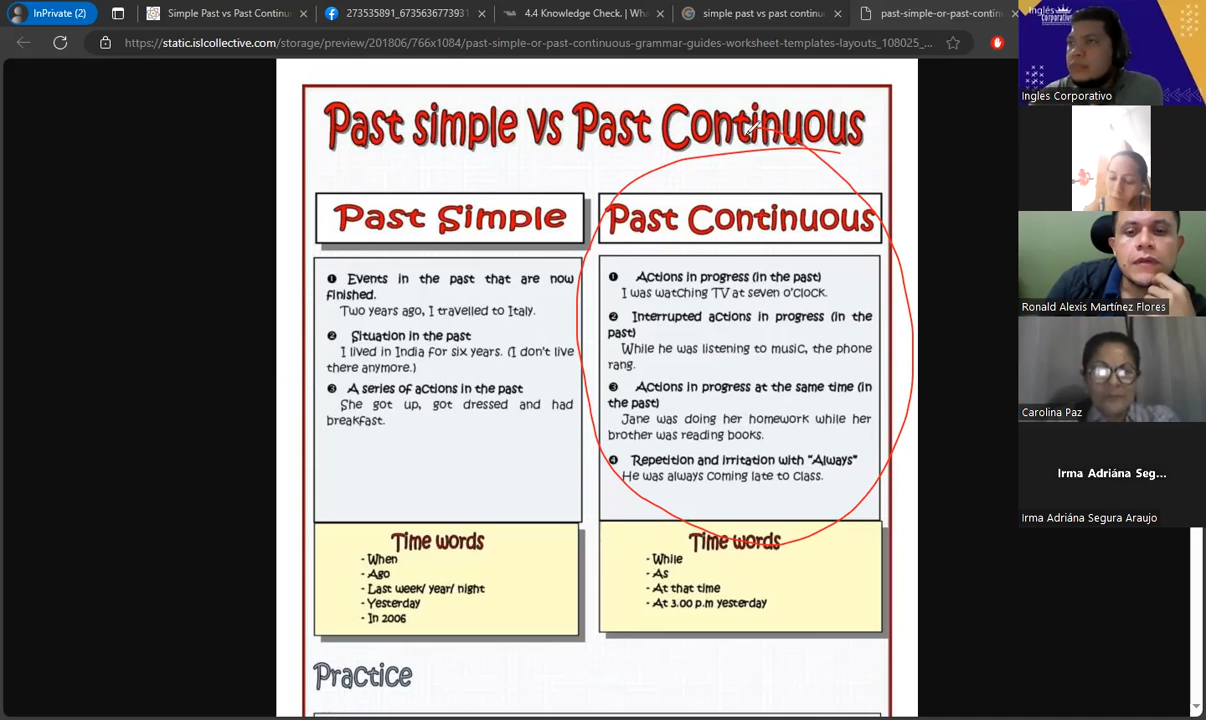 InPrivate (2)
Simple Past vs Past Continu
273535891_6735636773931
4.4 Knowledge Check. | Wha
simple past vs past continu
past-simple-or-past-contin
https://static.islcollective.com/storage/preview/201806/766x1084/past-simple-or-past-continuous-grammar-guides-worksheet-templates-layouts_108025_...
Past simple vs Past Continuous
Past Simple
❶ Events in the past that are now
finished.
Two years ago, I travelled to Italy.
❷ Situation in the past
I lived in India for six years. (I don't live
there anymore.)
❸ A series of actions in the past
She got up, got dressed and had
breakfast.
Time words
- When
- Ago
- Last week/ year/ night
- Yesterday
- In 2006
Past Continuous
❶ Actions in progress (in the past)
I was watching TV at seven o'clock.
❷ Interrupted actions in progress (in the
past)
While he was listening to music, the phone
rang.
❸ Actions in progress at the same time (in
the past)
Jane was doing her homework while her
brother was reading books.
❹ Repetition and irritation with "Always"
He was always coming late to class.
Time words
- While
- As
- At that time
- At 3.00 p.m yesterday
Practice
Inglés
Corporativo
Inglés Corporativo
Ronald Alexis Martínez Flores
Carolina Paz
Irma Adriána Seg...
Irma Adriána Segura Araujo